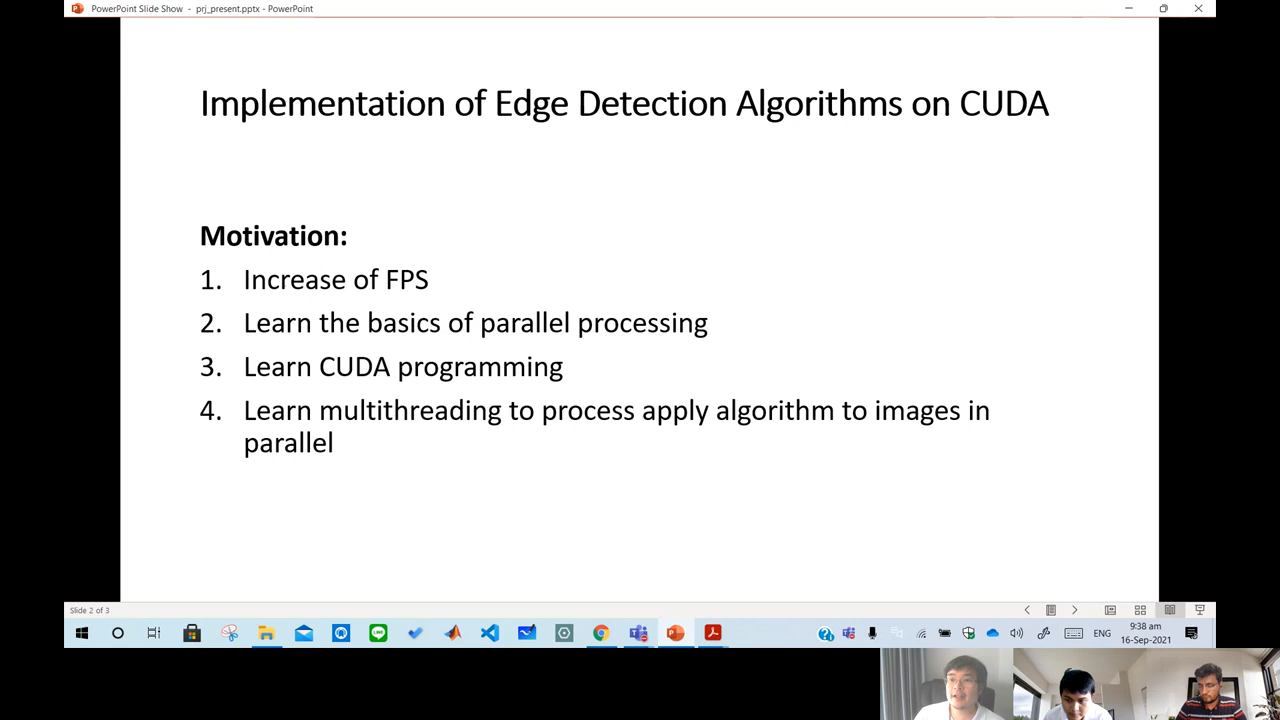 PowerPoint Slide Show - prj_present.pptx - PowerPoint
Implementation of Edge Detection Algorithms on CUDA
Motivation:
1. Increase of FPS
2. Learn the basics of parallel processing
3. Learn CUDA programming
4. Learn multithreading to process apply algorithm to images in
parallel
Slide 2 of 3
ENG
9:38 am
16-Sep-2021